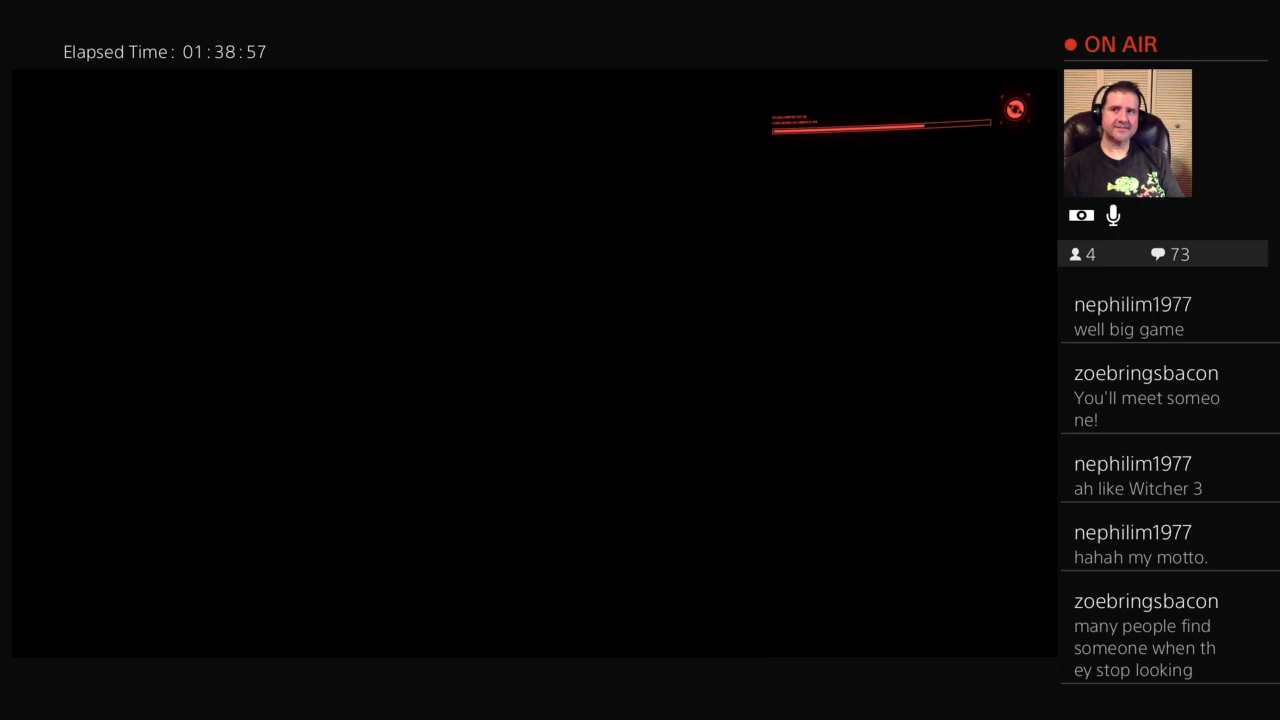 Elapsed Time: 01:38:57
ON AIR
4
73
nephilim1977
well big game
zoebringsbacon
You'll meet someo
ne!
nephilim1977
ah like Witcher 3
nephilim1977
hahah my motto.
zoebringsbacon
many people find
someone when th
ey stop looking